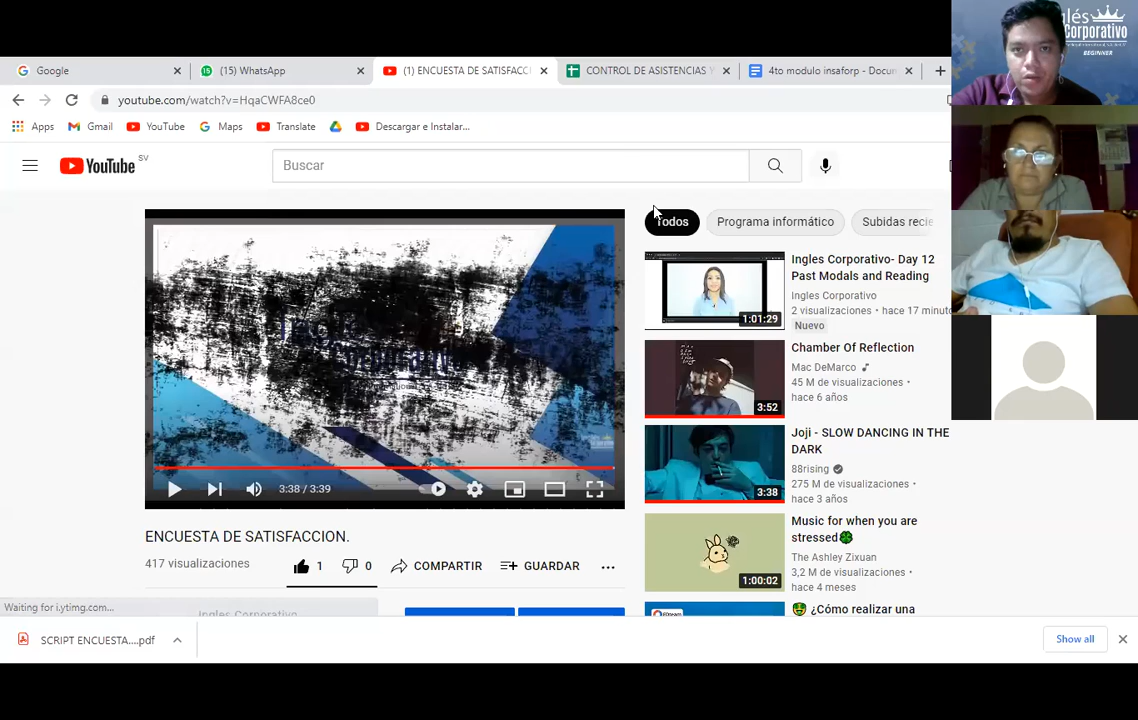 Google
(15) WhatsApp
(1) ENCUESTA DE SATISFACC
CONTROL DE ASISTENCIAS Y
4to modulo insaforp - Docum
youtube.com/watch?v=HqaCWFA8ce0
Apps
Gmail
YouTube
Maps
Translate
Descargar e Instalar...
YouTube
SV
Buscar
Todos
Programa informático
Subidas recie
Ingles Corporativo- Day 12
Past Modals and Reading
Ingles Corporativo
2 visualizaciones • hace 17 minuto
Nuevo
1:01:29
Chamber Of Reflection
Mac DeMarco
45 M de visualizaciones •
hace 6 años
3:52
Joji - SLOW DANCING IN THE
DARK
88rising
275 M de visualizaciones •
hace 3 años
3:38
Music for when you are
stressed
The Ashley Zixuan
3,2 M de visualizaciones •
hace 4 meses
1:00:02
¿Cómo realizar una
3:38 / 3:39
ENCUESTA DE SATISFACCION.
417 visualizaciones
1
0
COMPARTIR
GUARDAR
Ingles Corporativo
Waiting for i.ytimg.com...
SCRIPT ENCUESTA....pdf
Show all
glés
Corporativo
BEGINNER